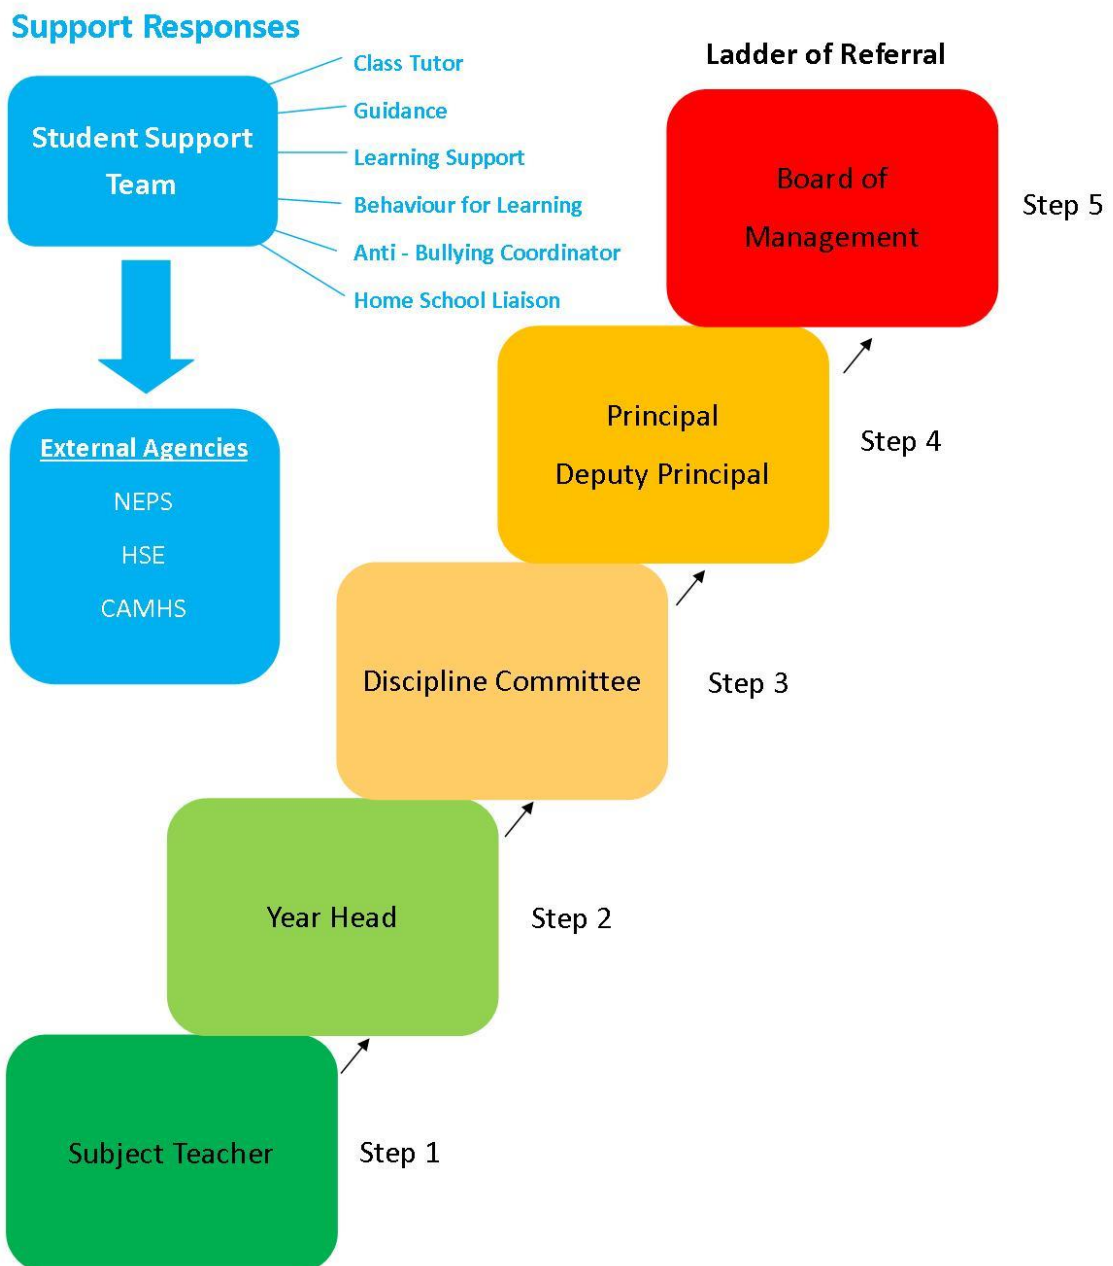 Support Responses
Student Support
Team
Class Tutor
Guidance
Learning Support
Behaviour for Learning
Anti - Bullying Coordinator
Home School Liaison
External Agencies
NEPS
HSE
CAMHS
Ladder of Referral
Board of
Management
Step 5
Principal
Deputy Principal
Step 4
Discipline Committee
Step 3
Year Head
Step 2
Subject Teacher
Step 1